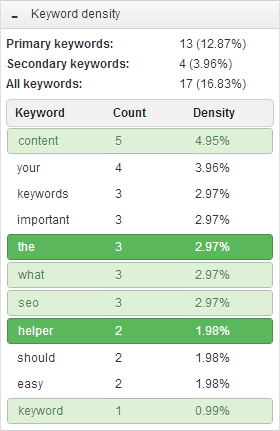 - Keyword density
Primary keywords: 13 (12.87%)
Secondary keywords: 4 (3.96%)
All keywords: 17 (16.83%)
Keyword Count Density
content 5 4.95%
your 4 3.96%
keywords 3 2.97%
important 3 2.97%
the 3 2.97%
what 3 2.97%
seo 3 2.97%
helper 2 1.98%
should 2 1.98%
easy 2 1.98%
keyword 1 0.99%